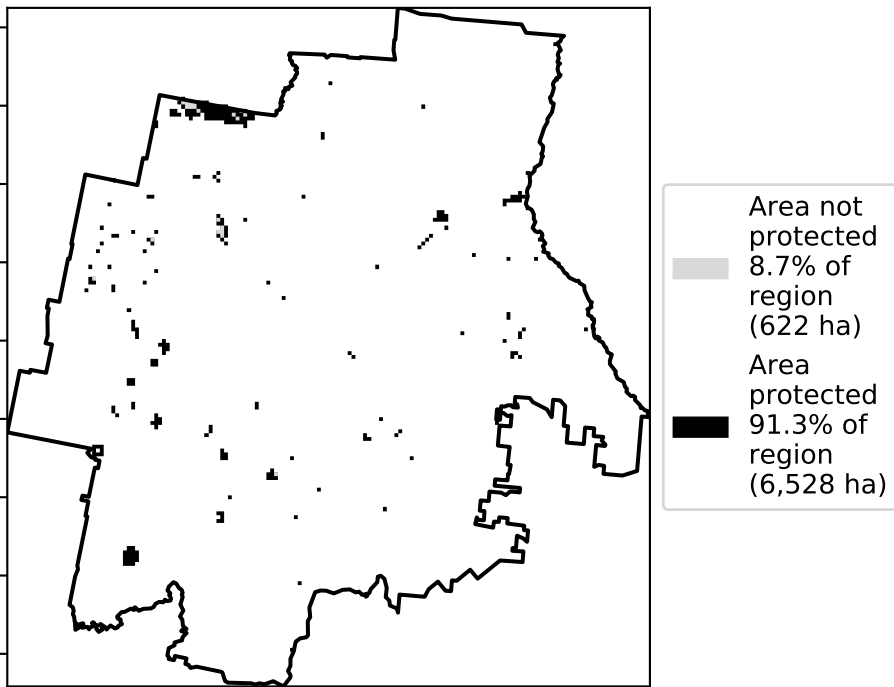 Area not
protected
8.7% of
region
(622 ha)
Area
protected
91.3% of
region
(6,528 ha)